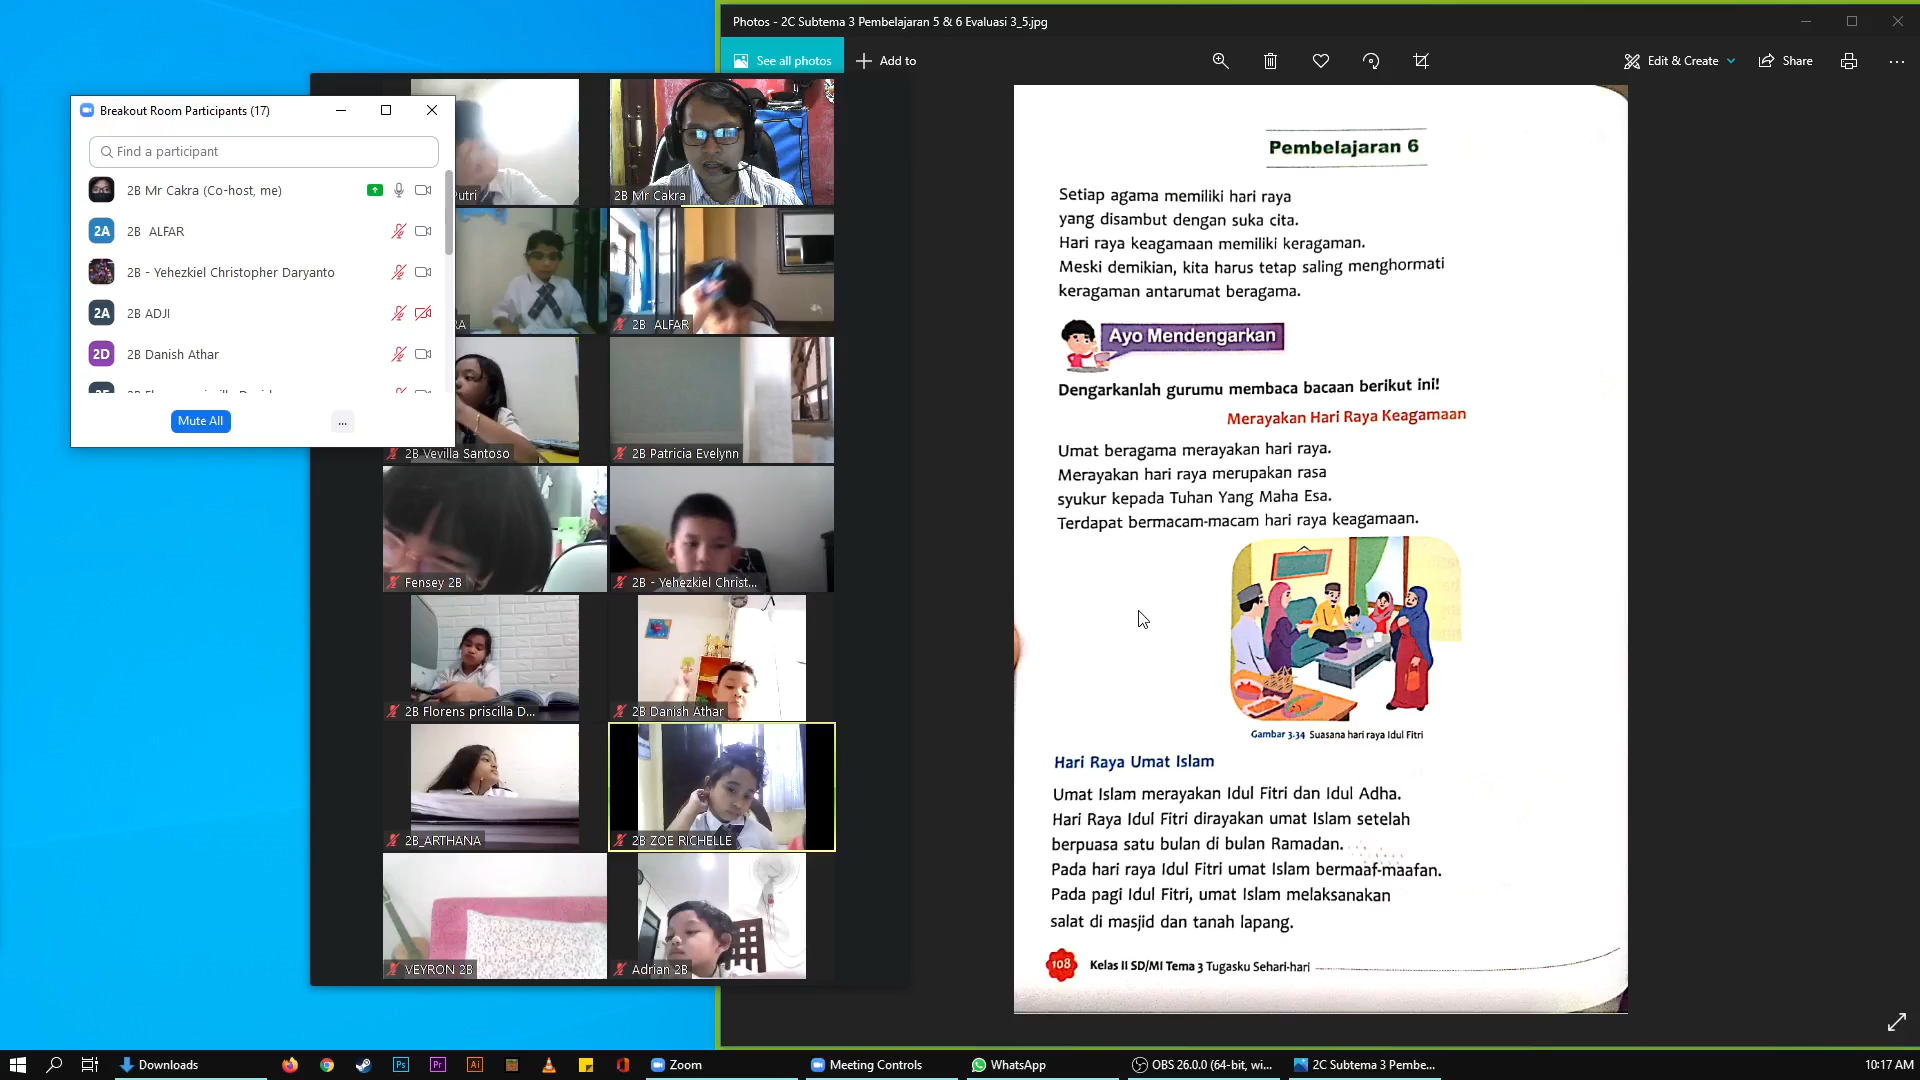 Photos - 2C Subtema 3 Pembelajaran 5 & 6 Evaluasi 3_5.jpg
See all photos
Add to
Edit & Create
Share
Breakout Room Participants (17)
Find a participant
2B Mr Cakra (Co-host, me)
2A 2B ALFAR
2B - Yehezkiel Christopher Daryanto
2A 2B ADJI
2D 2B Danish Athar
Mute All
...
Putri
2B Mr Cakra
RA
2B ALFAR
2B Vevilla Santoso
2B Patricia Evelynn
Fensey 2B
2B - Yehezkiel Christ...
2B Florens priscilla D...
2B Danish Athar
2B_ARTHANA
2B ZOE RICHELLE
VEYRON 2B
Adrian 2B
Pembelajaran 6
Setiap agama memiliki hari raya
yang disambut dengan suka cita.
Hari raya keagamaan memiliki keragaman.
Meski demikian, kita harus tetap saling menghormati
keragaman antarumat beragama.
Ayo Mendengarkan
Dengarkanlah gurumu membaca bacaan berikut ini!
Merayakan Hari Raya Keagamaan
Umat beragama merayakan hari raya.
Merayakan hari raya merupakan rasa
syukur kepada Tuhan Yang Maha Esa.
Terdapat bermacam-macam hari raya keagamaan.
Gambar 3.34 Suasana hari raya Idul Fitri
Hari Raya Umat Islam
Umat Islam merayakan Idul Fitri dan Idul Adha.
Hari Raya Idul Fitri dirayakan umat Islam setelah
berpuasa satu bulan di bulan Ramadan.
Pada hari raya Idul Fitri umat Islam bermaaf-maafan.
Pada pagi Idul Fitri, umat Islam melaksanakan
salat di masjid dan tanah lapang.
108 Kelas II SD/MI Tema 3 Tugasku Sehari-hari
Downloads
Ps
Pr
Ai
Zoom
Meeting Controls
WhatsApp
OBS 26.0.0 (64-bit, wi...
2C Subtema 3 Pembe...
10:17 AM